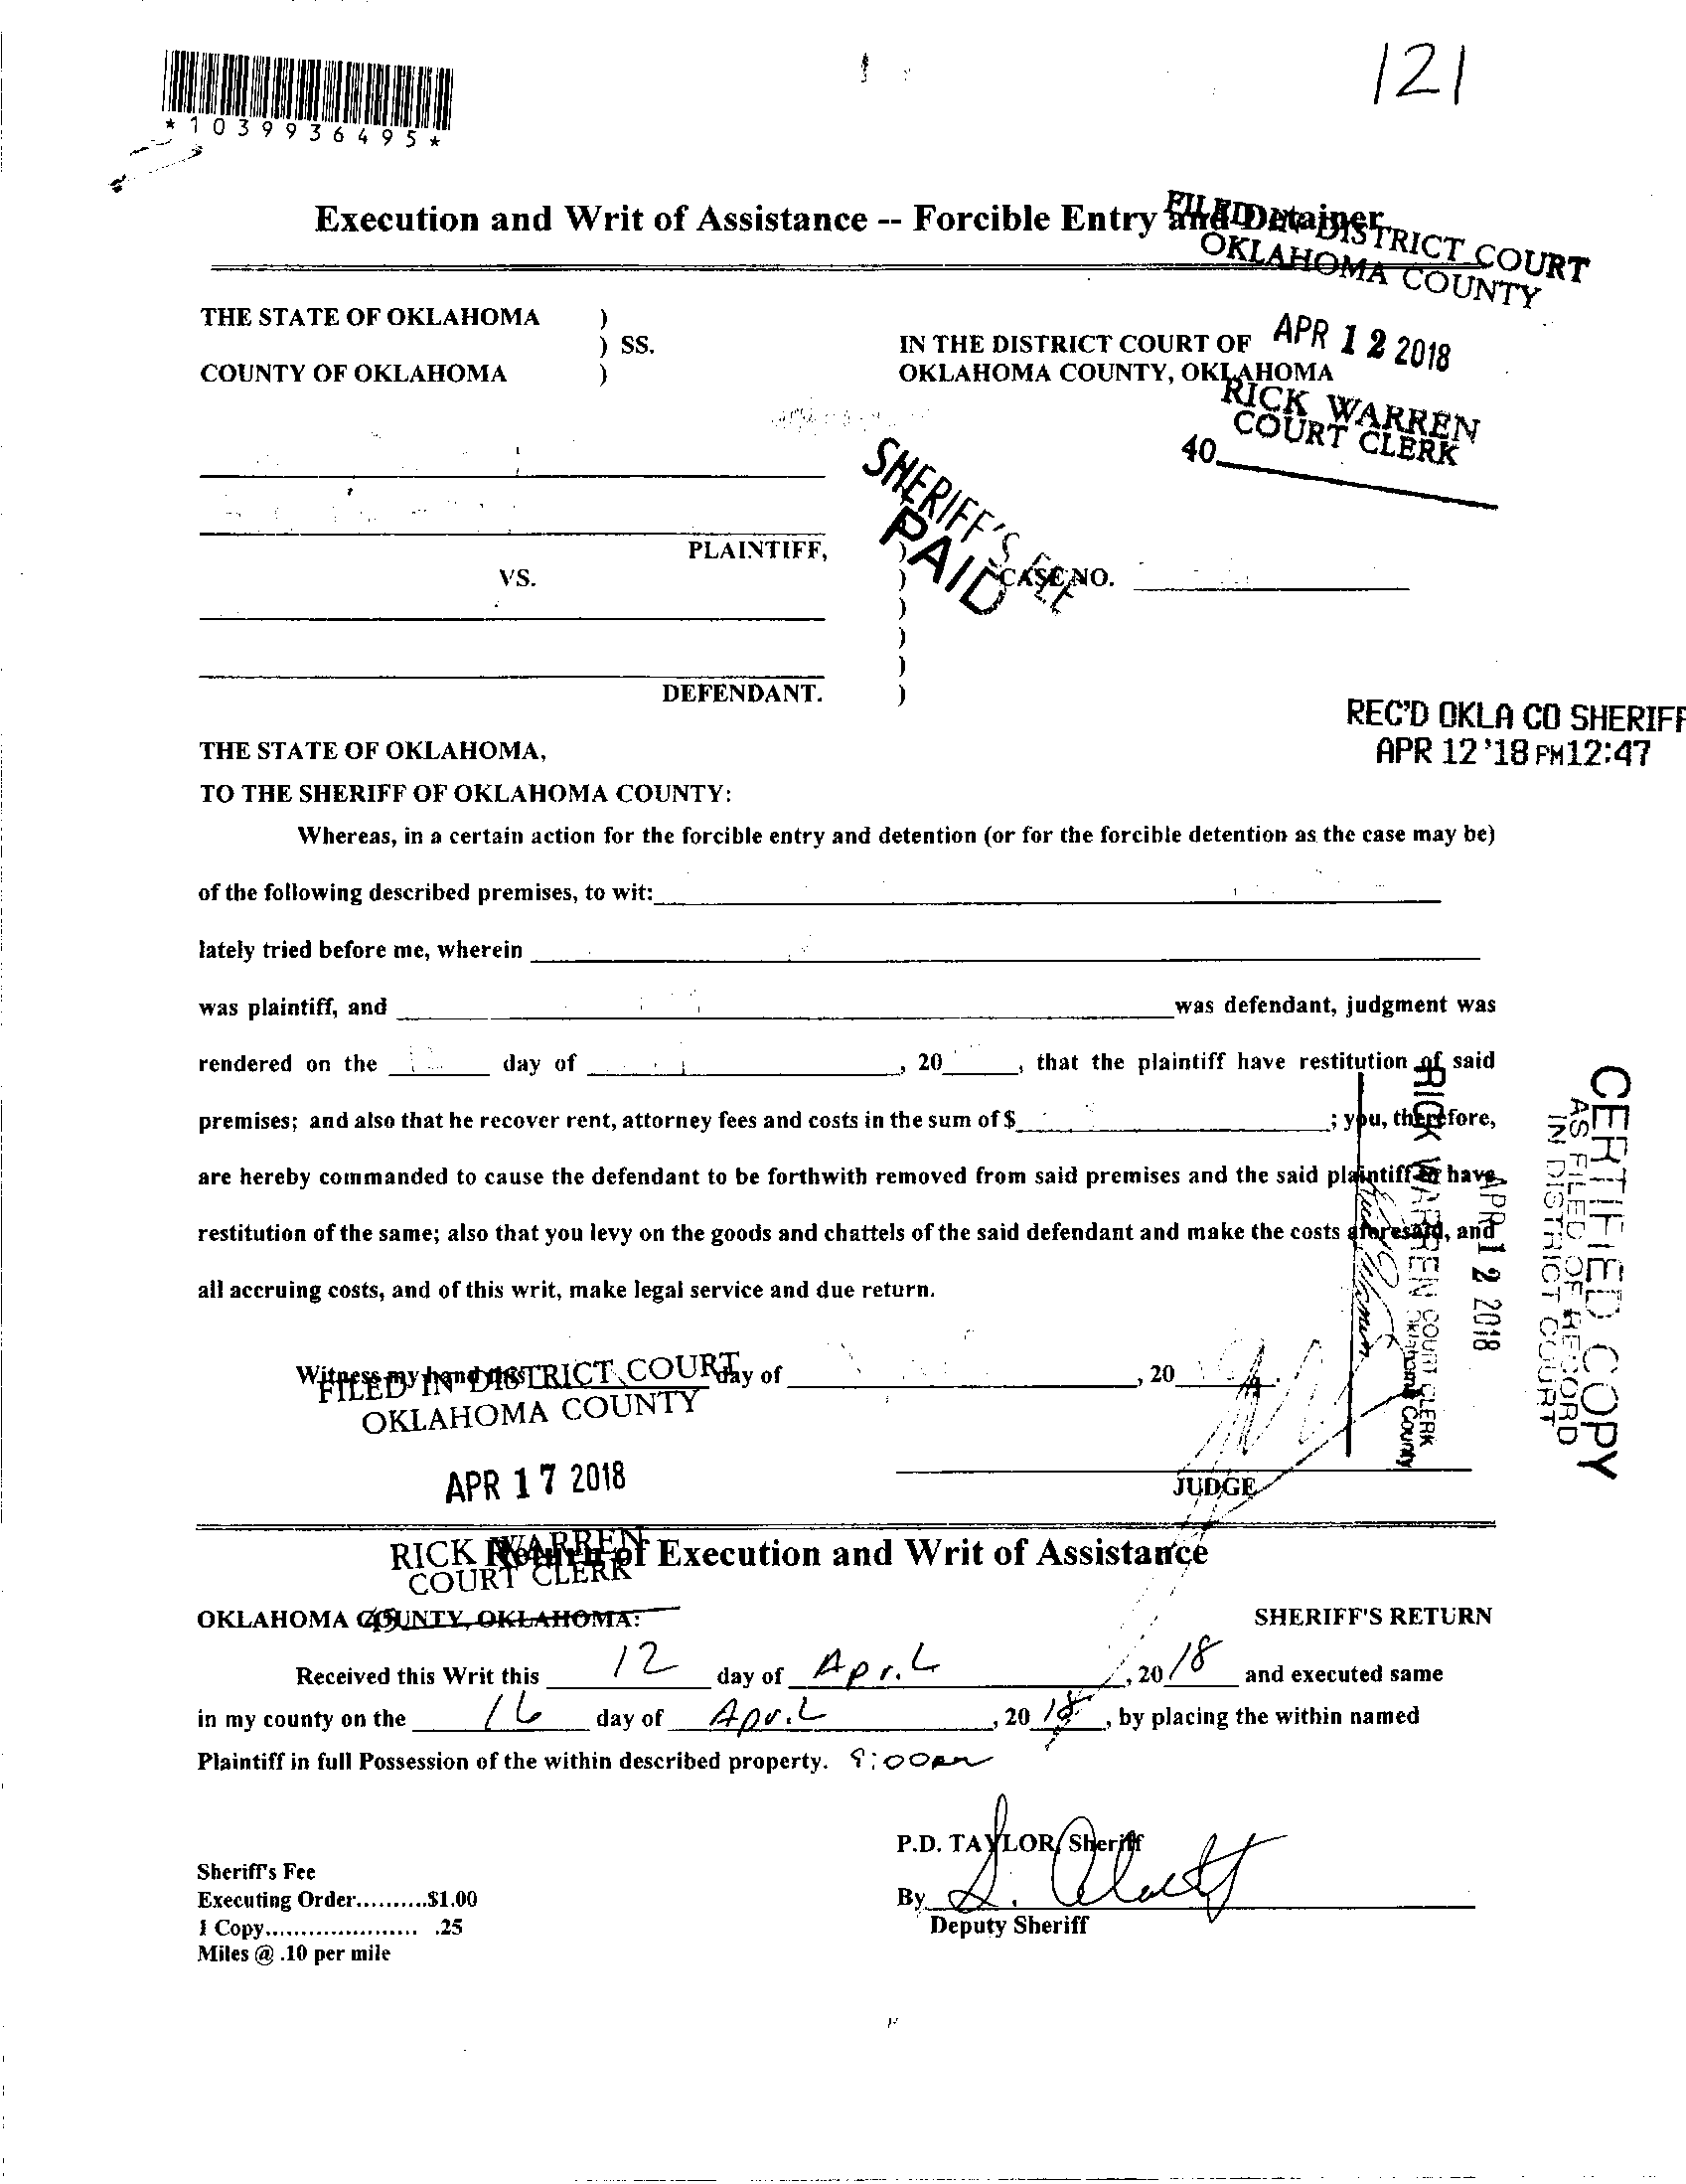 121
*1039936495*
Execution and Writ of Assistance -- Forcible Entry and Detainer
FILED IN DISTRICT COURT
OKLAHOMA COUNTY
THE STATE OF OKLAHOMA )
) SS.
COUNTY OF OKLAHOMA )
IN THE DISTRICT COURT OF
OKLAHOMA COUNTY, OKLAHOMA
APR 12 2018
RICK WARREN
COURT CLERK
40
SHERIFF'S FEE
PAID
PLAINTIFF, )
VS. ) CASE NO.
)
)
)
DEFENDANT. )
REC'D OKLA CO SHERIFF
APR 12 '18 PM12:47
THE STATE OF OKLAHOMA,
TO THE SHERIFF OF OKLAHOMA COUNTY:
Whereas, in a certain action for the forcible entry and detention (or for the forcible detention as the case may be)
of the following described premises, to wit:
lately tried before me, wherein
was plaintiff, and was defendant, judgment was
rendered on the day of , 20 , that the plaintiff have restitution of said
premises; and also that he recover rent, attorney fees and costs in the sum of $ ; you, therefore,
are hereby commanded to cause the defendant to be forthwith removed from said premises and the said plaintiff to have
restitution of the same; also that you levy on the goods and chattels of the said defendant and make the costs aforesaid, and
all accruing costs, and of this writ, make legal service and due return.
CERTIFIED COPY
AS FILED OF RECORD
IN DISTRICT COURT
APR 12 2018
RICK WARREN COURT CLERK
Oklahoma County
Witness my hand this day of , 20
FILED IN DISTRICT COURT
OKLAHOMA COUNTY
APR 17 2018
JUDGE
RICK WARREN
COURT CLERK
Return of Execution and Writ of Assistance
OKLAHOMA COUNTY, OKLAHOMA: SHERIFF'S RETURN
Received this Writ this 12 day of April , 20 18 and executed same
in my county on the 16 day of April , 20 18 , by placing the within named
Plaintiff in full Possession of the within described property. 9:00am
P.D. TAYLOR, Sheriff
Sheriff's Fee
Executing Order..........$1.00
By
1 Copy..................... .25
Deputy Sheriff
Miles @ .10 per mile